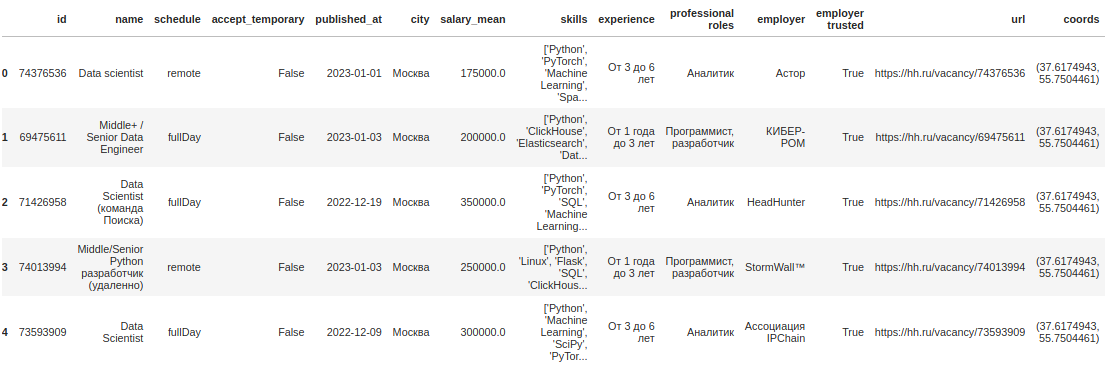 id name schedule accept_temporary published_at city salary_mean skills experience professional roles employer employer trusted url coords
0 74376536 Data scientist remote False 2023-01-01 Москва 175000.0 ['Python', 'PyTorch', 'Machine Learning', 'Spa... От 3 до 6 лет Аналитик Астор True https://hh.ru/vacancy/74376536 (37.6174943, 55.7504461)
1 69475611 Middle+ / Senior Data Engineer fullDay False 2023-01-03 Москва 200000.0 ['Python', 'ClickHouse', 'Elasticsearch', 'Dat... От 1 года до 3 лет Программист, разработчик КИБЕР-РОМ True https://hh.ru/vacancy/69475611 (37.6174943, 55.7504461)
2 71426958 Data Scientist (команда Поиска) fullDay False 2022-12-19 Москва 350000.0 ['Python', 'PyTorch', 'SQL', 'Machine Learning... От 3 до 6 лет Аналитик HeadHunter True https://hh.ru/vacancy/71426958 (37.6174943, 55.7504461)
3 74013994 Middle/Senior Python разработчик (удаленно) remote False 2023-01-03 Москва 250000.0 ['Python', 'Linux', 'Flask', 'SQL', 'ClickHous... От 1 года до 3 лет Программист, разработчик StormWall™ True https://hh.ru/vacancy/74013994 (37.6174943, 55.7504461)
4 73593909 Data Scientist fullDay False 2022-12-09 Москва 300000.0 ['Python', 'Machine Learning', 'SciPy', 'PyTor... От 3 до 6 лет Аналитик Ассоциация IPChain True https://hh.ru/vacancy/73593909 (37.6174943, 55.7504461)